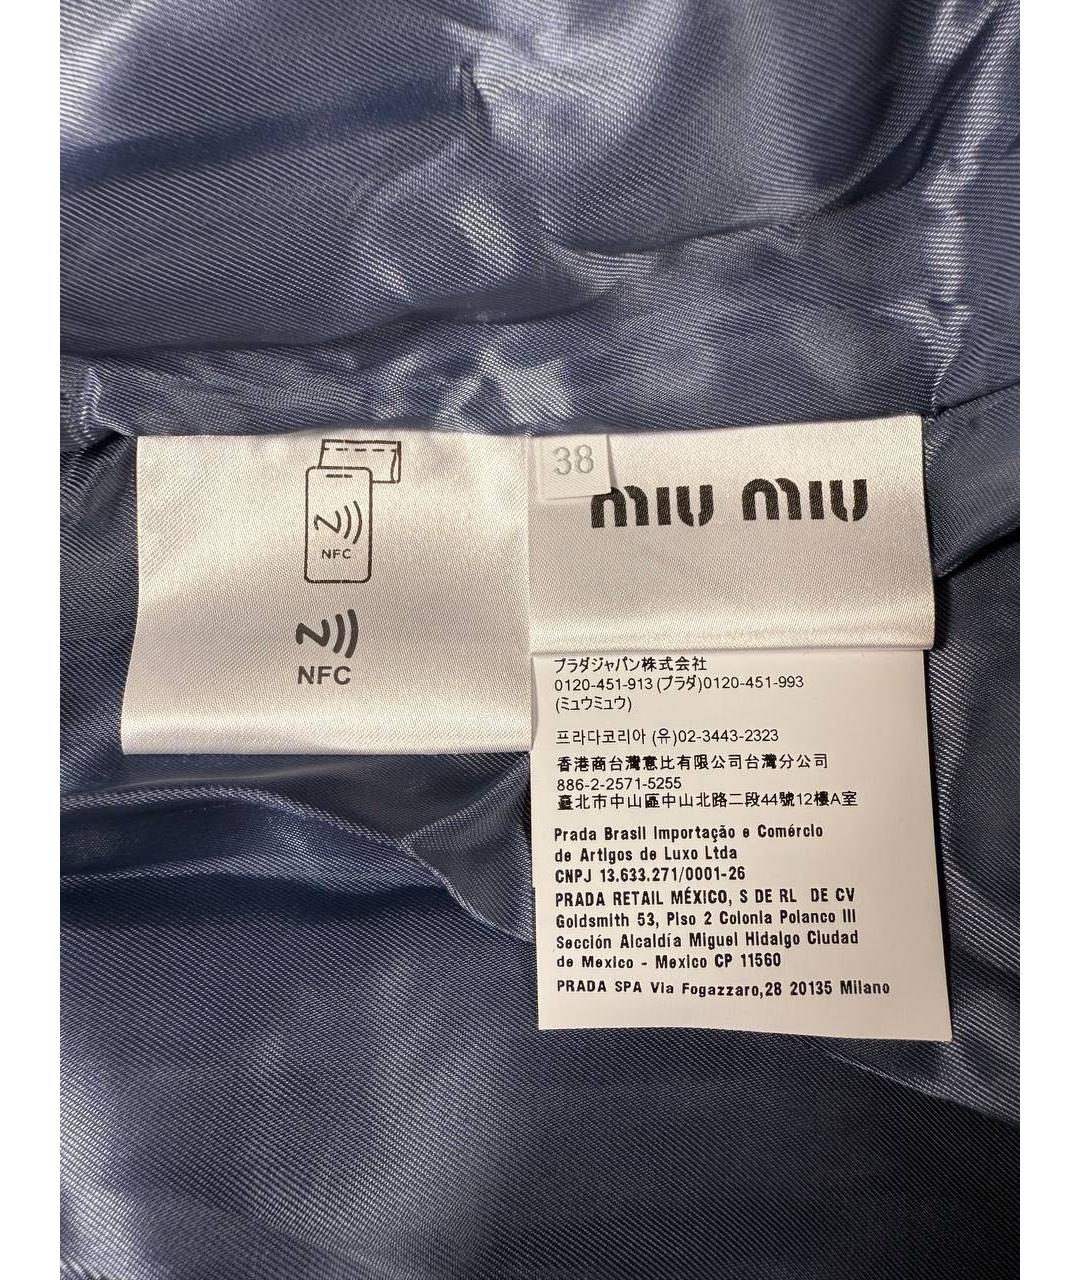 NFC
NFC
38
miu miu
プラダジャパン株式会社
0120-451-913 (プラダ)0120-451-993
(ミュウミュウ)
프라다코리아 (유)02-3443-2323
香港商台灣意比有限公司台灣分公司
886-2-2571-5255
臺北市中山區中山北路二段44號12樓A室
Prada Brasil Importação e Comércio
de Artigos de Luxo Ltda
CNPJ 13.633.271/0001-26
PRADA RETAIL MÉXICO, S DE RL DE CV
Goldsmith 53, Piso 2 Colonia Polanco III
Sección Alcaldía Miguel Hidalgo Ciudad
de Mexico - Mexico CP 11560
PRADA SPA Via Fogazzaro,28 20135 Milano